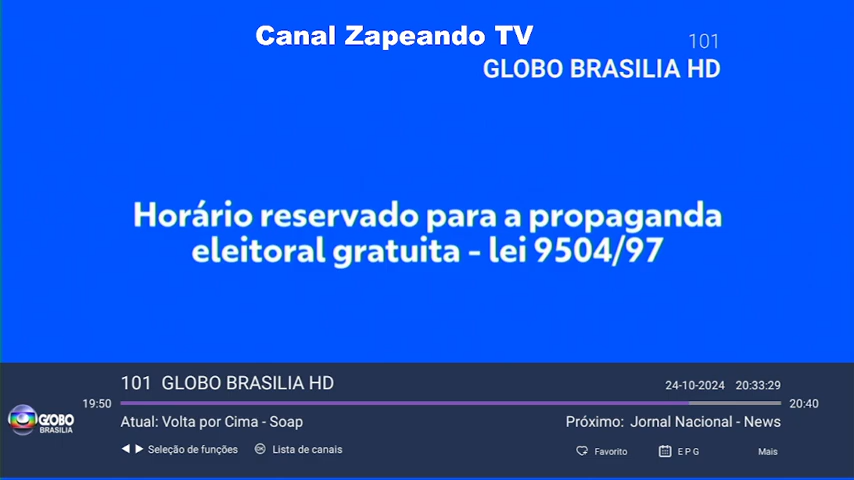 Canal Zapeando TV
101
GLOBO BRASILIA HD
Horário reservado para a propaganda
eleitoral gratuita - lei 9504/97
101 GLOBO BRASILIA HD
24-10-2024 20:33:29
19:50
20:40
GLOBO
BRASILIA
Atual: Volta por Cima - Soap
Próximo: Jornal Nacional - News
Seleção de funções
OK Lista de canais
Favorito
E P G
Mais